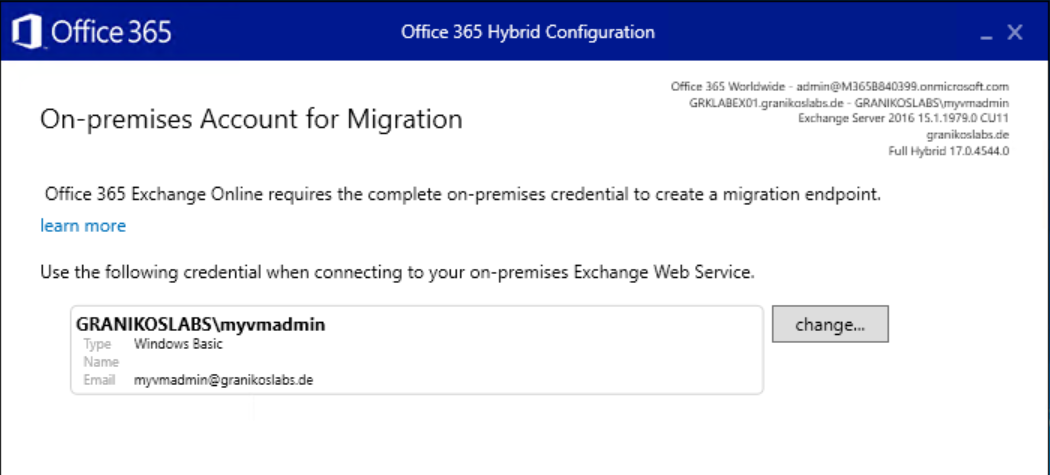 Office 365
Office 365 Hybrid Configuration
Office 365 Worldwide - admin@M365B840399.onmicrosoft.com
GRKLABEX01.granikoslabs.de - GRANIKOSLABS\myvmadmin
Exchange Server 2016 15.1.1979.0 CU11
granikoslabs.de
Full Hybrid 17.0.4544.0
On-premises Account for Migration
Office 365 Exchange Online requires the complete on-premises credential to create a migration endpoint.
learn more
Use the following credential when connecting to your on-premises Exchange Web Service.
GRANIKOSLABS\myvmadmin
change...
Type Windows Basic
Name
Email myvmadmin@granikoslabs.de